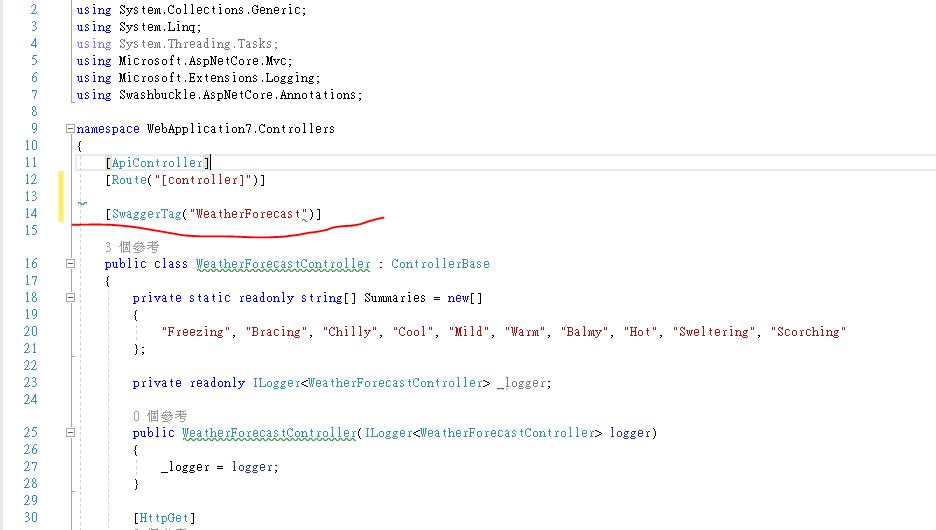 2 using System.Collections.Generic;
3 using System.Linq;
4 using System.Threading.Tasks;
5 using Microsoft.AspNetCore.Mvc;
6 using Microsoft.Extensions.Logging;
7 using Swashbuckle.AspNetCore.Annotations;
8
9 namespace WebApplication7.Controllers
10 {
11 [ApiController]
12 [Route("[controller]")]
13
14 [SwaggerTag("WeatherForecast")]
15
3 個參考
16 public class WeatherForecastController : ControllerBase
17 {
18 private static readonly string[] Summaries = new[]
19 {
20 "Freezing", "Bracing", "Chilly", "Cool", "Mild", "Warm", "Balmy", "Hot", "Sweltering", "Scorching"
21 };
22
23 private readonly ILogger<WeatherForecastController> _logger;
24
0 個參考
25 public WeatherForecastController(ILogger<WeatherForecastController> logger)
26 {
27 _logger = logger;
28 }
29
30 [HttpGet]